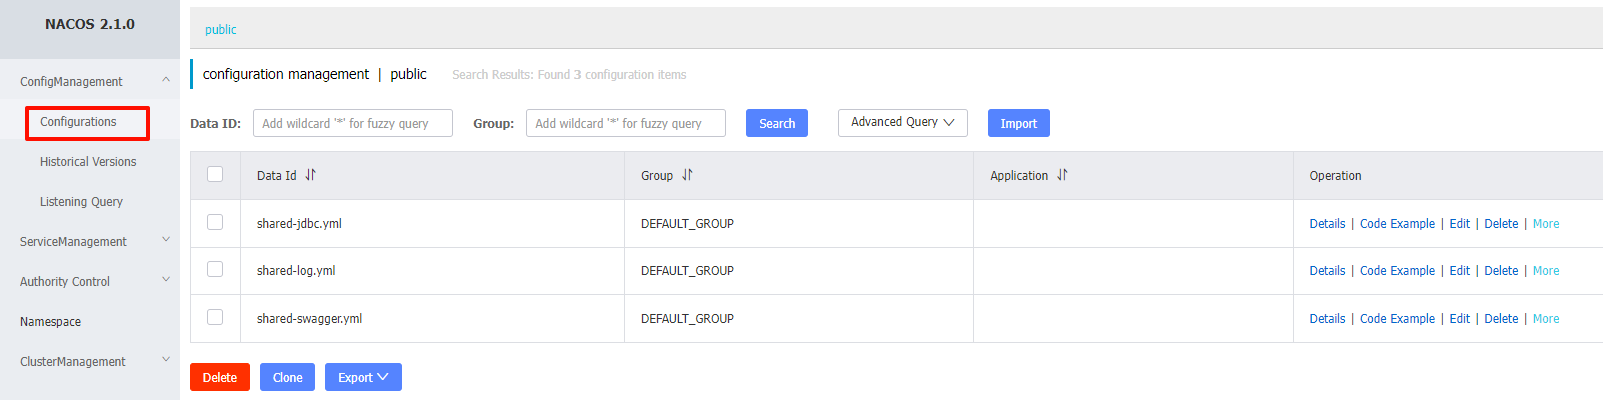 NACOS 2.1.0
public
ConfigManagement
configuration management | public Search Results: Found 3 configuration items
Configurations
Data ID: Add wildcard '*' for fuzzy query Group: Add wildcard '*' for fuzzy query Search Advanced Query Import
Historical Versions
Data Id Group Application Operation
Listening Query
shared-jdbc.yml DEFAULT_GROUP Details | Code Example | Edit | Delete | More
ServiceManagement
shared-log.yml DEFAULT_GROUP Details | Code Example | Edit | Delete | More
Authority Control
Namespace
shared-swagger.yml DEFAULT_GROUP Details | Code Example | Edit | Delete | More
ClusterManagement
Delete Clone Export